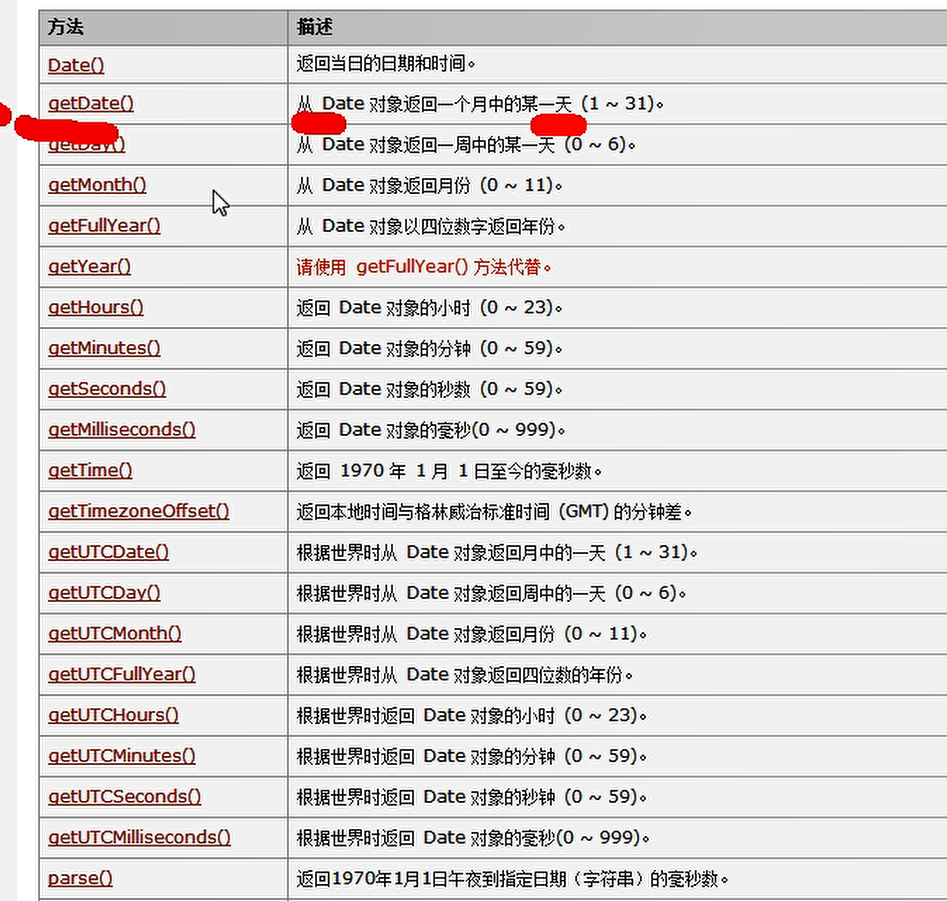 方法 描述
Date() 返回当日的日期和时间。
getDate() 从 Date 对象返回一个月中的某一天 (1 ~ 31)。
getDay() 从 Date 对象返回一周中的某一天 (0 ~ 6)。
getMonth() 从 Date 对象返回月份 (0 ~ 11)。
getFullYear() 从 Date 对象以四位数字返回年份。
getYear() 请使用 getFullYear() 方法代替。
getHours() 返回 Date 对象的小时 (0 ~ 23)。
getMinutes() 返回 Date 对象的分钟 (0 ~ 59)。
getSeconds() 返回 Date 对象的秒数 (0 ~ 59)。
getMilliseconds() 返回 Date 对象的毫秒(0 ~ 999)。
getTime() 返回 1970 年 1 月 1 日至今的毫秒数。
getTimezoneOffset() 返回本地时间与格林威治标准时间 (GMT) 的分钟差。
getUTCDate() 根据世界时从 Date 对象返回月中的一天 (1 ~ 31)。
getUTCDay() 根据世界时从 Date 对象返回周中的一天 (0 ~ 6)。
getUTCMonth() 根据世界时从 Date 对象返回月份 (0 ~ 11)。
getUTCFullYear() 根据世界时从 Date 对象返回四位数的年份。
getUTCHours() 根据世界时返回 Date 对象的小时 (0 ~ 23)。
getUTCMinutes() 根据世界时返回 Date 对象的分钟 (0 ~ 59)。
getUTCSeconds() 根据世界时返回 Date 对象的秒钟 (0 ~ 59)。
getUTCMilliseconds() 根据世界时返回 Date 对象的毫秒(0 ~ 999)。
parse() 返回1970年1月1日午夜到指定日期（字符串）的毫秒数。